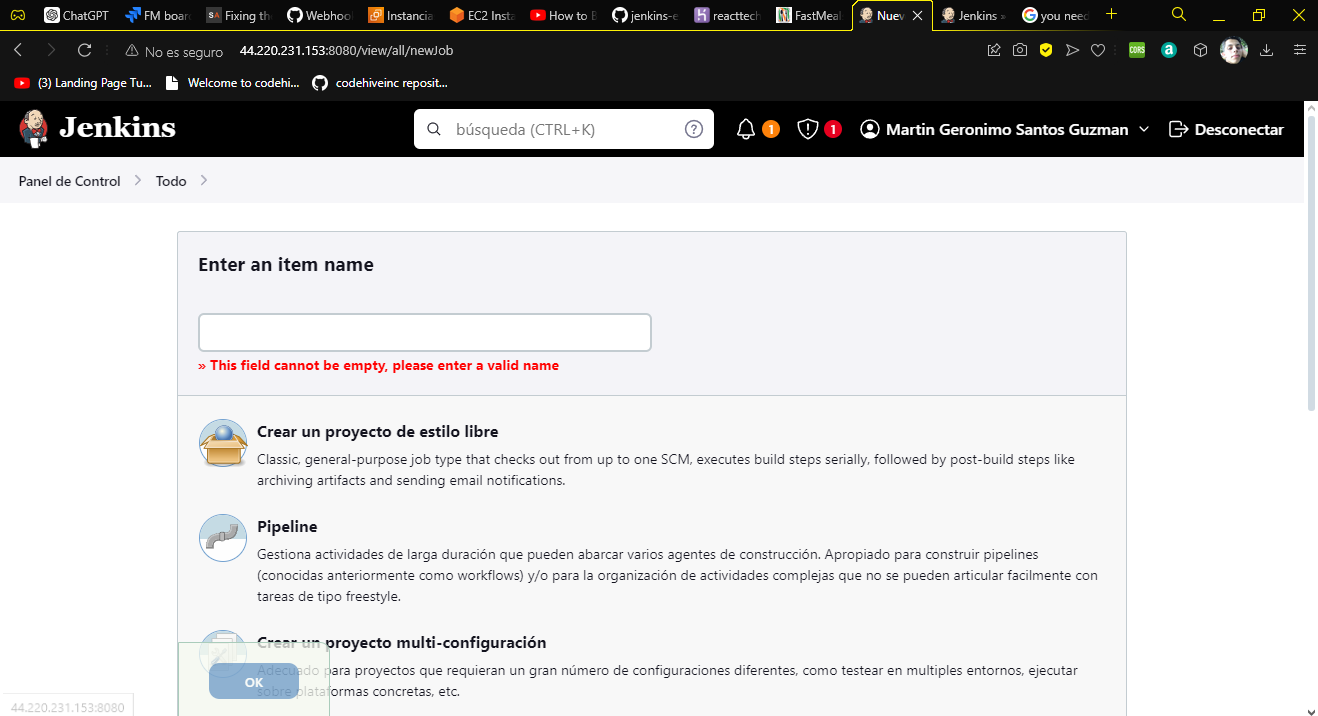 ChatGPT
FM boar
Fixing th
Webhoo
Instancia
EC2 Insta
How to B
jenkins-e
reacttech
FastMeal
Nuev
Jenkins »
you need
No es seguro
44.220.231.153:8080/view/all/newJob
CORS
(3) Landing Page Tu...
Welcome to codehi...
codehiveinc reposit...
Jenkins
búsqueda (CTRL+K)
1
1
Martin Geronimo Santos Guzman
Desconectar
Panel de Control
Todo
Enter an item name
» This field cannot be empty, please enter a valid name
Crear un proyecto de estilo libre
Classic, general-purpose job type that checks out from up to one SCM, executes build steps serially, followed by post-build steps like
archiving artifacts and sending email notifications.
Pipeline
Gestiona actividades de larga duración que pueden abarcar varios agentes de construcción. Apropiado para construir pipelines
(conocidas anteriormente como workflows) y/o para la organización de actividades complejas que no se pueden articular facilmente con
tareas de tipo freestyle.
Crear un proyecto multi-configuración
Adecuado para proyectos que requieran un gran número de configuraciones diferentes, como testear en multiples entornos, ejecutar
sobre plataformas concretas, etc.
OK
44.220.231.153:8080